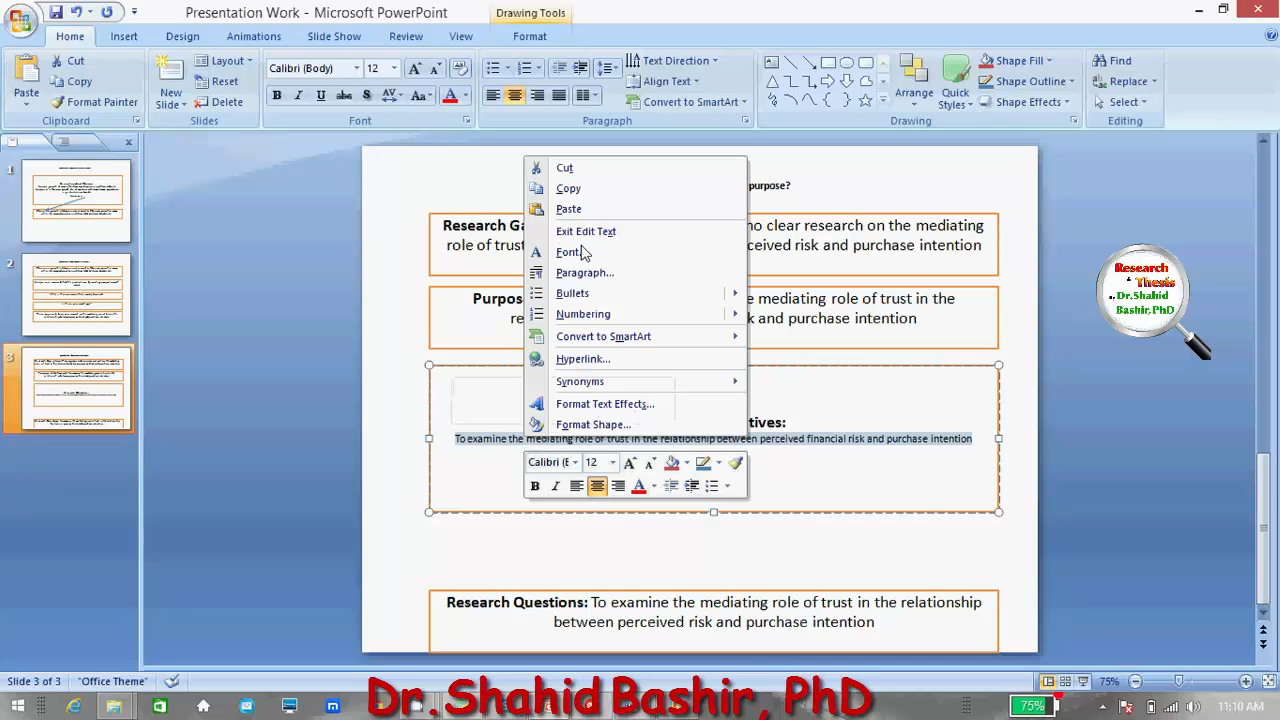 Presentation Work - Microsoft PowerPoint
Drawing Tools
Home
Insert
Design
Animations
Slide Show
Review
View
Format
Paste
Cut
Copy
Format Painter
Clipboard
New
Slide
Layout
Reset
Delete
Slides
Calibri (Body)
12
B I U abc S AV Aa A
Font
Text Direction
Align Text
Convert to SmartArt
Paragraph
Arrange
Quick
Styles
Shape Fill
Shape Outline
Shape Effects
Drawing
Find
Replace
Select
Editing
1
2
3
purpose?
Research Ga
no clear research on the mediating
role of trust
ceived risk and purchase intention
Purpos
e mediating role of trust in the
k and purchase intention
tives:
To examine the mediating role of trust in the relationship between perceived financial risk and purchase intention
Research Questions: To examine the mediating role of trust in the relationship
between perceived risk and purchase intention
Cut
Copy
Paste
Exit Edit Text
Font
Paragraph...
Bullets
Numbering
Convert to SmartArt
Hyperlink...
Synonyms
Format Text Effects...
Format Shape...
Calibri (E
12
B I A
Research
Thesis
Dr.Shahid
Bashir,PhD
Slide 3 of 3
"Office Theme"
75%
Dr.Shahid Bashir, PhD
75%
11:10 AM